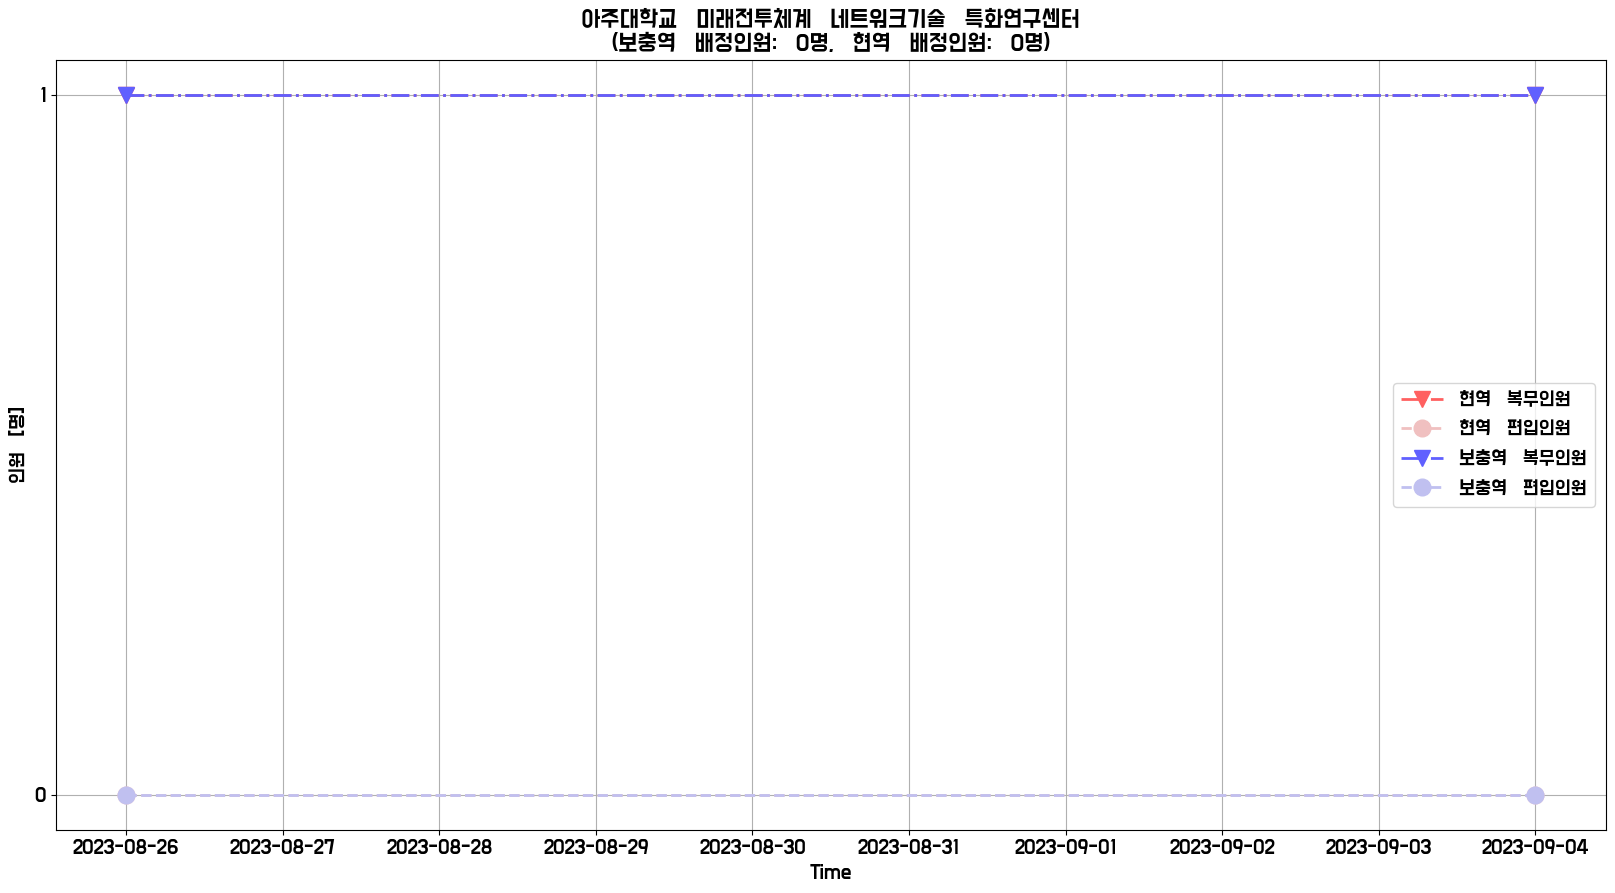 아주대학교 미래전투체계 네트워크기술 특화연구센터
(보충역 배정인원: 0명, 현역 배정인원: 0명)
1
0
인원 [명]
현역 복무인원
현역 편입인원
보충역 복무인원
보충역 편입인원
2023-08-26 2023-08-27 2023-08-28 2023-08-29 2023-08-30 2023-08-31 2023-09-01 2023-09-02 2023-09-03 2023-09-04
Time